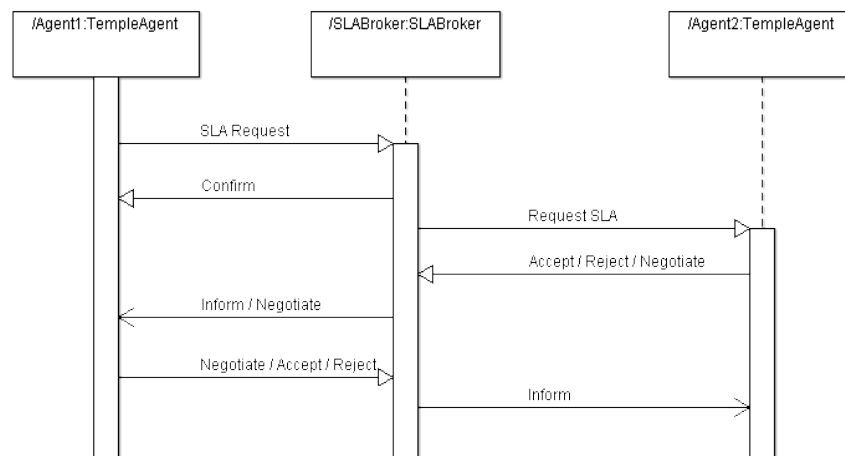 /Agent1:TempleAgent
/SLABroker:SLABroker
/Agent2:TempleAgent
SLA Request
Confirm
Request SLA
Accept / Reject / Negotiate
Inform / Negotiate
Negotiate / Accept / Reject
Inform